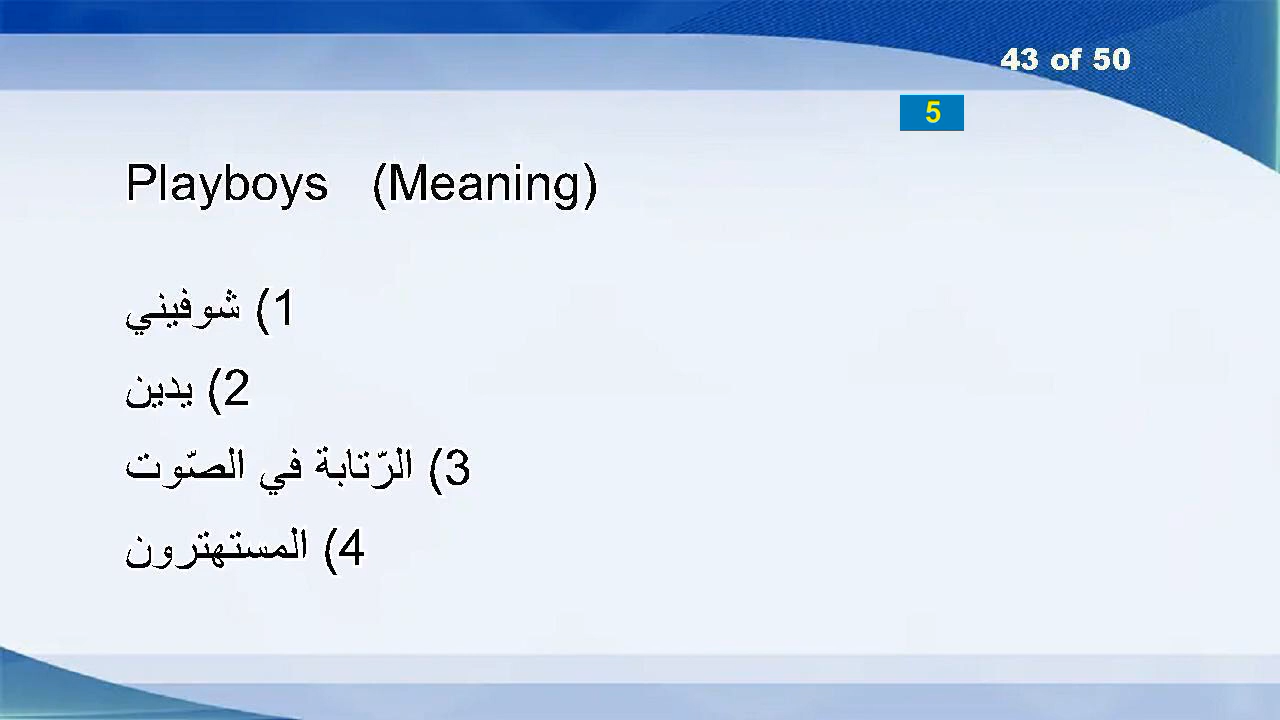 43 of 50
5
Playboys (Meaning)
1) شوفيني
2) يدين
3) الرّتابة في الصّوت
4) المستهترون